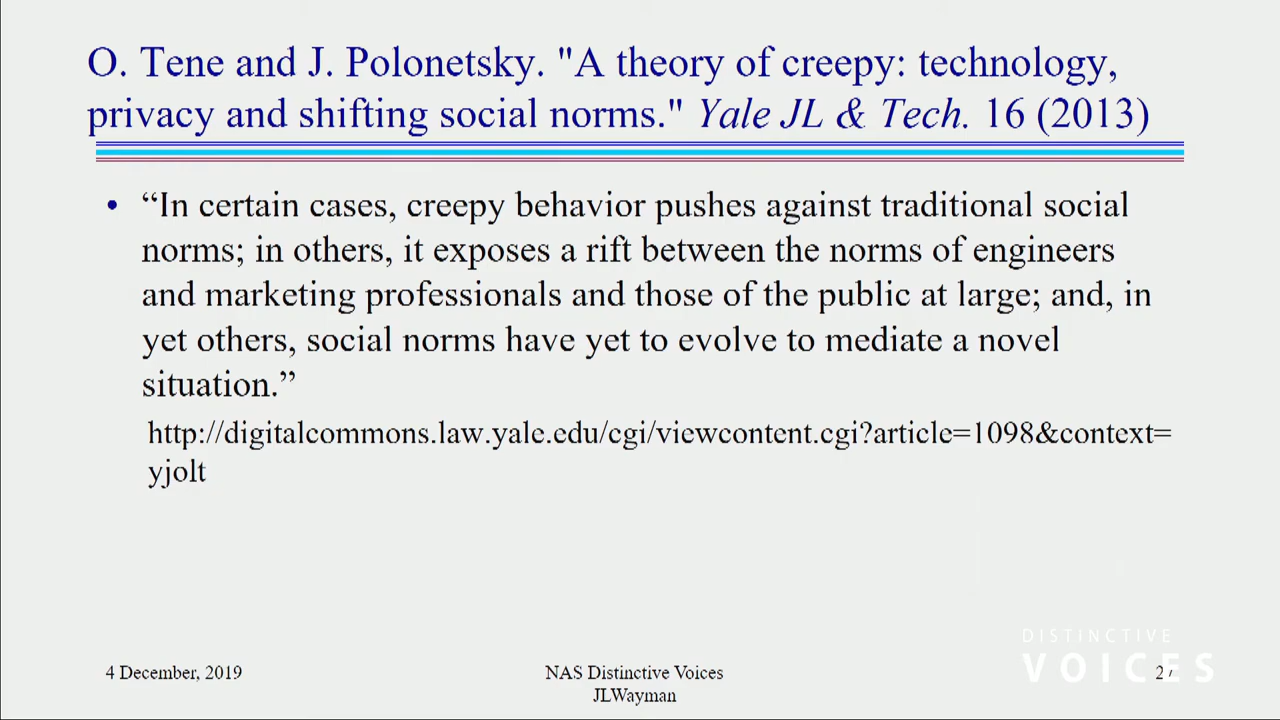 O. Tene and J. Polonetsky. "A theory of creepy: technology,
privacy and shifting social norms." Yale JL & Tech. 16 (2013)
• “In certain cases, creepy behavior pushes against traditional social
norms; in others, it exposes a rift between the norms of engineers
and marketing professionals and those of the public at large; and, in
yet others, social norms have yet to evolve to mediate a novel
situation.”
http://digitalcommons.law.yale.edu/cgi/viewcontent.cgi?article=1098&context=
yjolt
4 December, 2019
NAS Distinctive Voices
JLWayman
DISTINCTIVE
VOICES